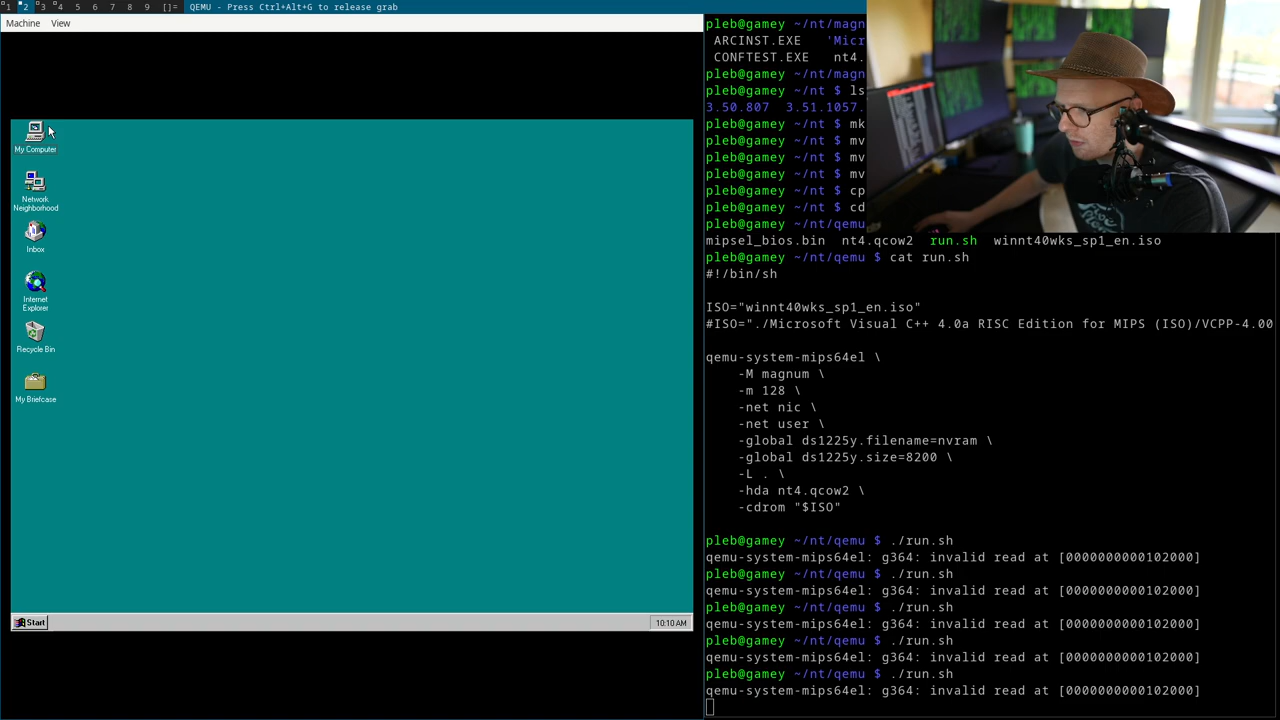 1 2 3 4 5 6 7 8 9 []= QEMU - Press Ctrl+Alt+G to release grab
Machine View
My Computer
Network
Neighborhood
Inbox
Internet
Explorer
Recycle Bin
My Briefcase
Start
10:10 AM
pleb@gamey ~/nt/magn
ARCINST.EXE 'Micr
CONFTEST.EXE nt4.
pleb@gamey ~/nt/magn
pleb@gamey ~/nt $ ls
3.50.807 3.51.1057.
pleb@gamey ~/nt $ mk
pleb@gamey ~/nt $ mv
pleb@gamey ~/nt $ mv
pleb@gamey ~/nt $ mv
pleb@gamey ~/nt $ cp
pleb@gamey ~/nt $ cd
pleb@gamey ~/nt/qemu
mipsel_bios.bin nt4.qcow2 run.sh winnt40wks_sp1_en.iso
pleb@gamey ~/nt/qemu $ cat run.sh
#!/bin/sh
ISO="winnt40wks_sp1_en.iso"
#ISO="./Microsoft Visual C++ 4.0a RISC Edition for MIPS (ISO)/VCPP-4.00
qemu-system-mips64el \
-M magnum \
-m 128 \
-net nic \
-net user \
-global ds1225y.filename=nvram \
-global ds1225y.size=8200 \
-L . \
-hda nt4.qcow2 \
-cdrom "$ISO"
pleb@gamey ~/nt/qemu $ ./run.sh
qemu-system-mips64el: g364: invalid read at [0000000000102000]
pleb@gamey ~/nt/qemu $ ./run.sh
qemu-system-mips64el: g364: invalid read at [0000000000102000]
pleb@gamey ~/nt/qemu $ ./run.sh
qemu-system-mips64el: g364: invalid read at [0000000000102000]
pleb@gamey ~/nt/qemu $ ./run.sh
qemu-system-mips64el: g364: invalid read at [0000000000102000]
pleb@gamey ~/nt/qemu $ ./run.sh
qemu-system-mips64el: g364: invalid read at [0000000000102000]